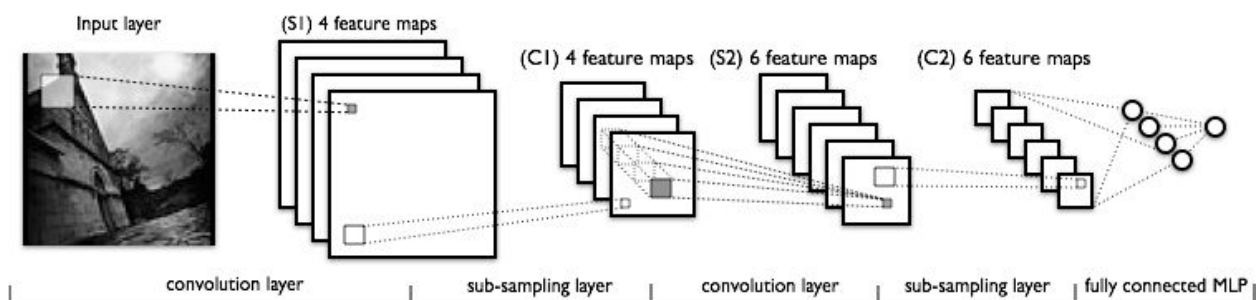 Input layer
(S1) 4 feature maps
(C1) 4 feature maps
(S2) 6 feature maps
(C2) 6 feature maps
convolution layer
sub-sampling layer
convolution layer
sub-sampling layer
fully connected MLP